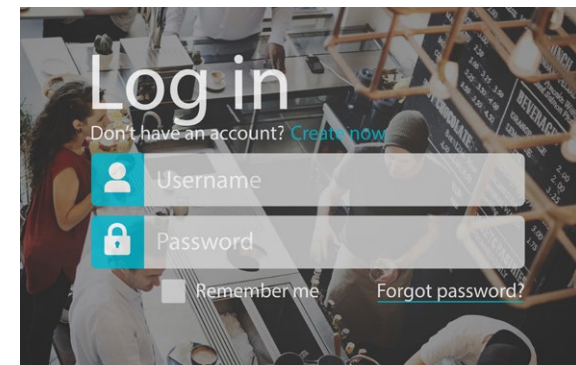 Log in
Don't have an account? Create now
Username
Password
Remember me
Forgot password?